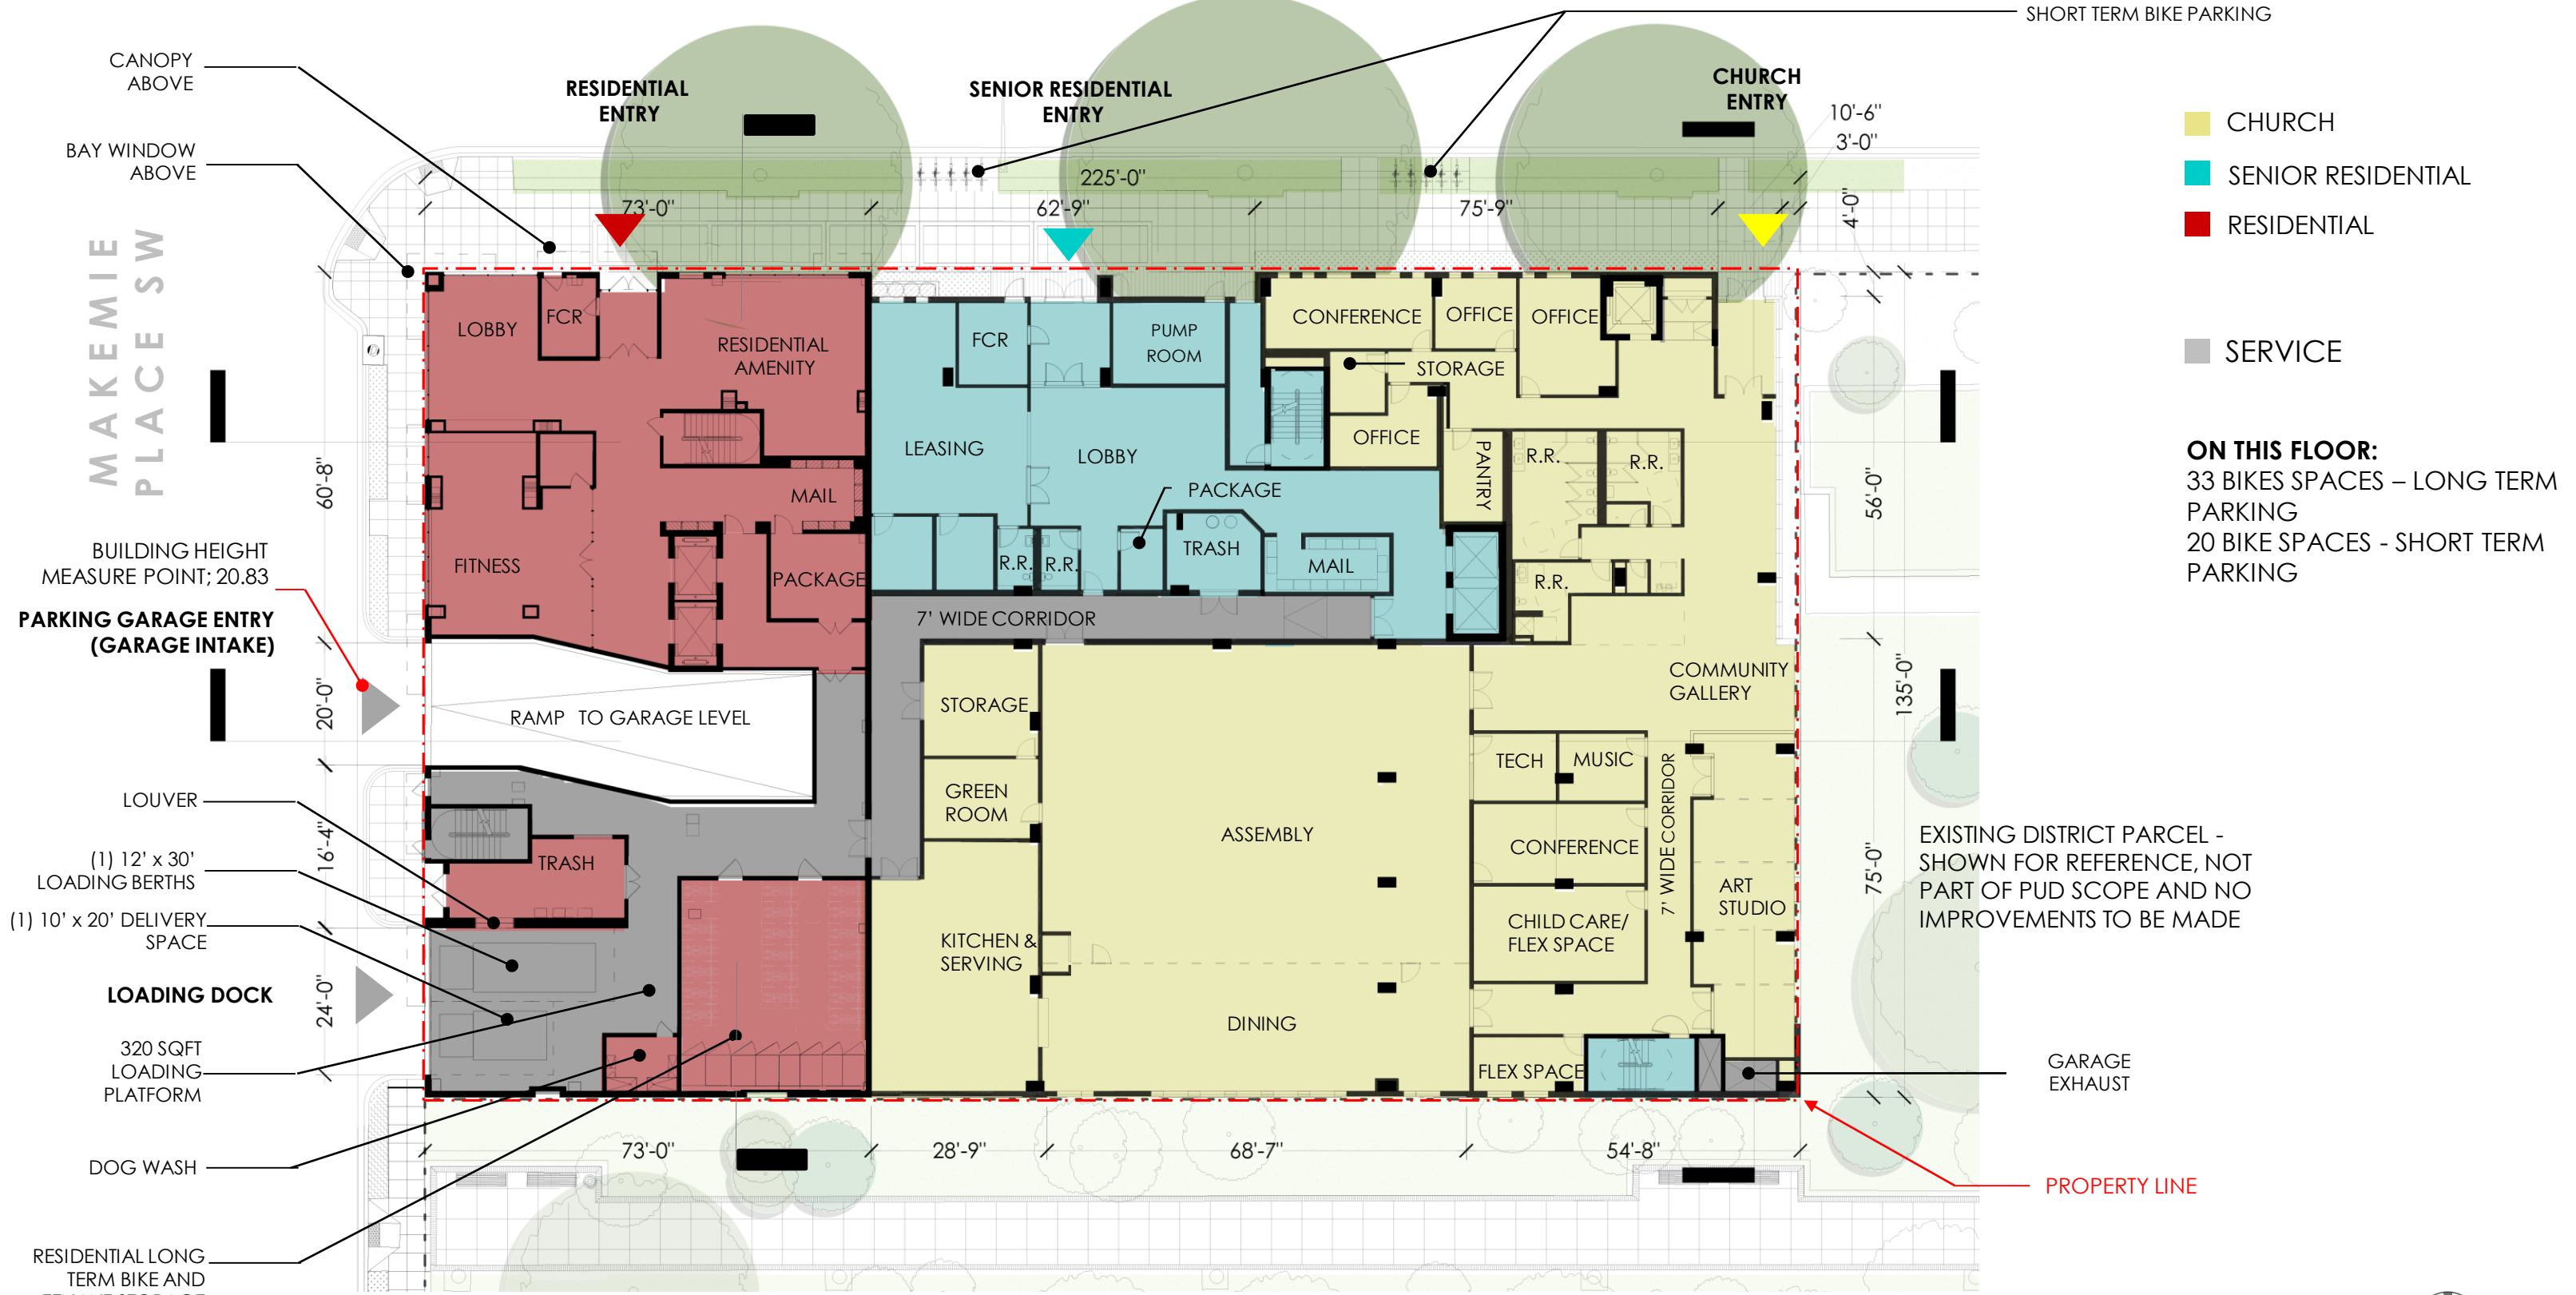 SHORT TERM BIKE PARKING
CANOPY
ABOVE
BAY WINDOW
ABOVE
RESIDENTIAL
ENTRY
SENIOR RESIDENTIAL
ENTRY
CHURCH
ENTRY
10'-6"
3'-0"
225'-0"
73'-0"
62'-9"
75'-9"
4'-0"
CHURCH
SENIOR RESIDENTIAL
RESIDENTIAL
SERVICE
ON THIS FLOOR:
33 BIKES SPACES – LONG TERM
PARKING
20 BIKE SPACES - SHORT TERM
PARKING
MAKEMIE
PLACE SW
60'-8"
20'-0"
16'-4"
24'-0"
BUILDING HEIGHT
MEASURE POINT; 20.83
PARKING GARAGE ENTRY
(GARAGE INTAKE)
LOUVER
(1) 12’ x 30’
LOADING BERTHS
(1) 10’ x 20’ DELIVERY
SPACE
LOADING DOCK
320 SQFT
LOADING
PLATFORM
DOG WASH
RESIDENTIAL LONG
TERM BIKE AND
LOBBY
FCR
RESIDENTIAL
AMENITY
FITNESS
MAIL
PACKAGE
RAMP TO GARAGE LEVEL
TRASH
FCR
PUMP
ROOM
LEASING
LOBBY
PACKAGE
R.R.
R.R.
TRASH
MAIL
7' WIDE CORRIDOR
CONFERENCE
OFFICE
OFFICE
STORAGE
OFFICE
PANTRY
R.R.
R.R.
R.R.
COMMUNITY
GALLERY
STORAGE
GREEN
ROOM
KITCHEN &
SERVING
ASSEMBLY
DINING
TECH
MUSIC
CONFERENCE
CHILD CARE/
FLEX SPACE
7' WIDE CORRIDOR
ART
STUDIO
FLEX SPACE
56'-0"
135'-0"
75'-0"
EXISTING DISTRICT PARCEL -
SHOWN FOR REFERENCE, NOT
PART OF PUD SCOPE AND NO
IMPROVEMENTS TO BE MADE
GARAGE
EXHAUST
PROPERTY LINE
73'-0"
28'-9"
68'-7"
54'-8"